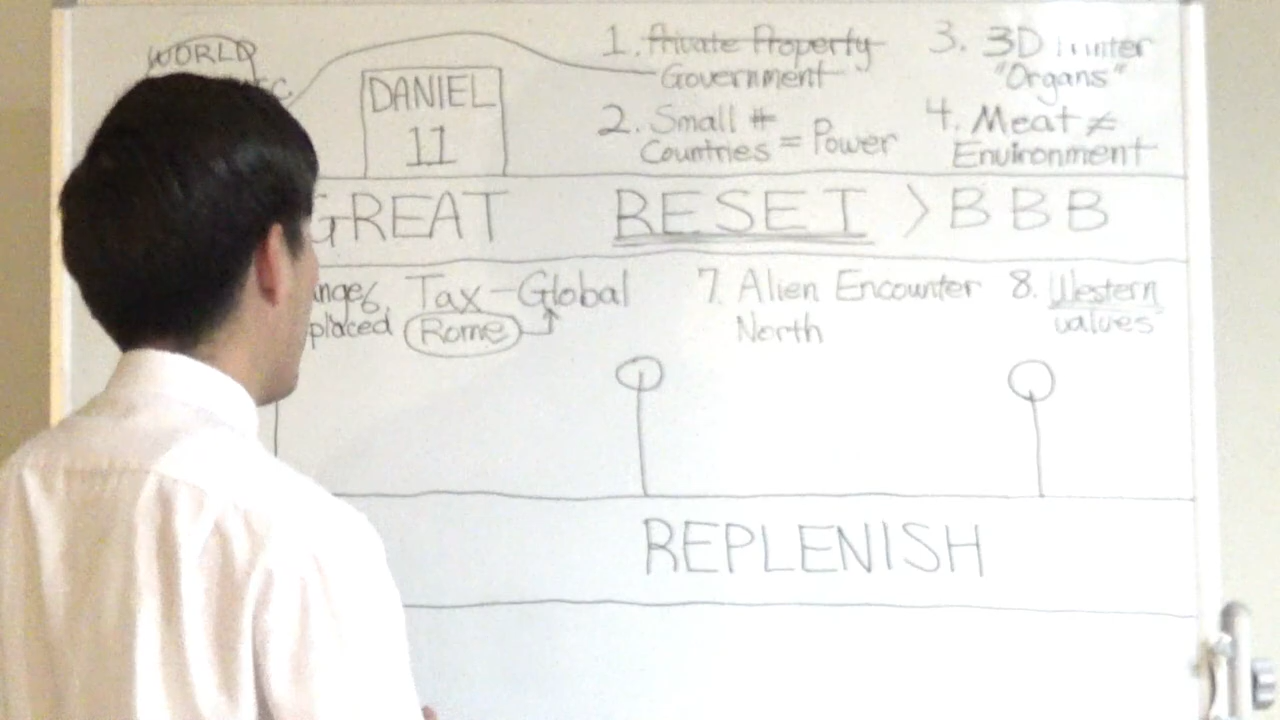 WORLD
DANIEL
11
1. Private Property
Government
2. Small #
Countries = Power
3. 3D
"Organs"
4. Meat ≠
Environment
GREAT RESET > BBB
6. Tax - Global
Rome
7. Alien Encounter
North
8. Western
values"
REPLENISH